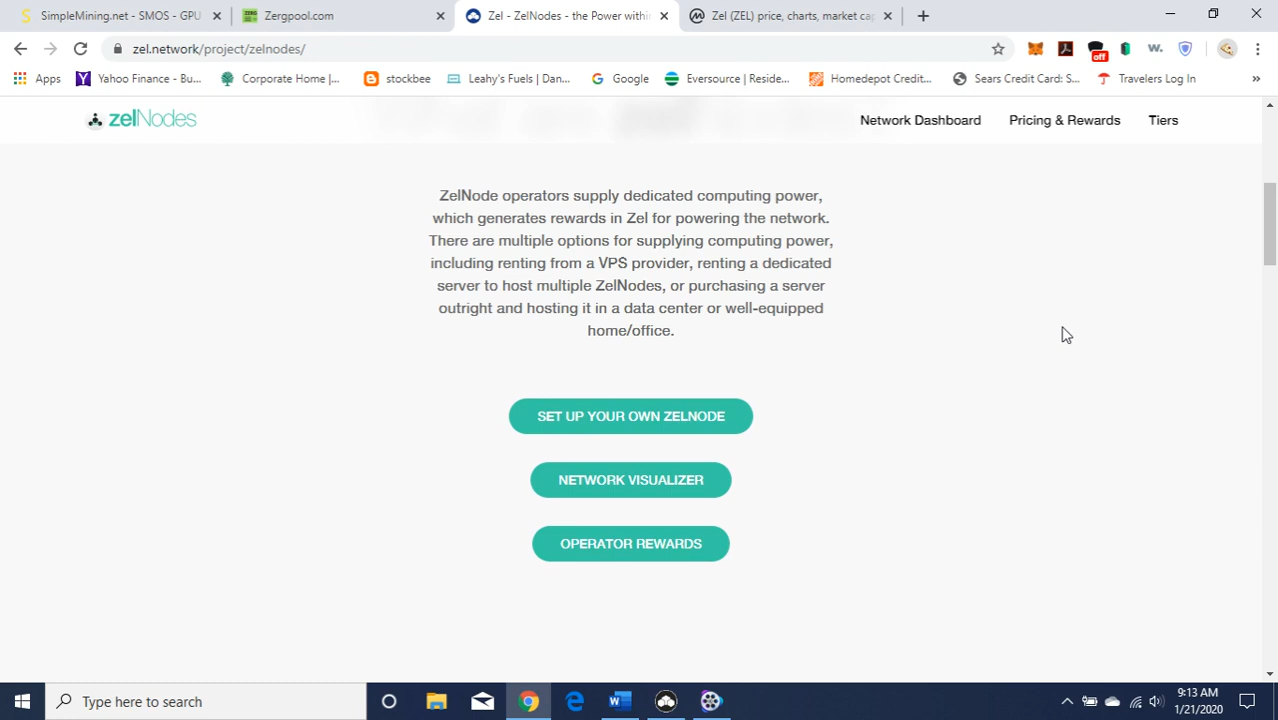 SimpleMining.net - SMOS - GPU
Zergpool.com
Zel - ZelNodes - the Power within
Zel (ZEL) price, charts, market cap
zel.network/project/zelnodes/
off
Apps
Yahoo Finance - Bu...
Corporate Home |...
stockbee
Leahy's Fuels | Dan...
Google
Eversource | Reside...
Homedepot Credit...
Sears Credit Card: S...
Travelers Log In
zelNodes
Network Dashboard
Pricing & Rewards
Tiers
ZelNode operators supply dedicated computing power,
which generates rewards in Zel for powering the network.
There are multiple options for supplying computing power,
including renting from a VPS provider, renting a dedicated
server to host multiple ZelNodes, or purchasing a server
outright and hosting it in a data center or well-equipped
home/office.
SET UP YOUR OWN ZELNODE
NETWORK VISUALIZER
OPERATOR REWARDS
Type here to search
9:13 AM
1/21/2020